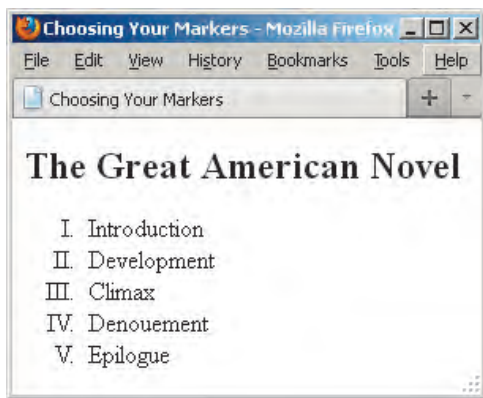 Choosing Your Markers - Mozilla Firefox
File Edit View History Bookmarks Tools Help
Choosing Your Markers
The Great American Novel
I. Introduction
II. Development
III. Climax
IV. Denouement
V. Epilogue